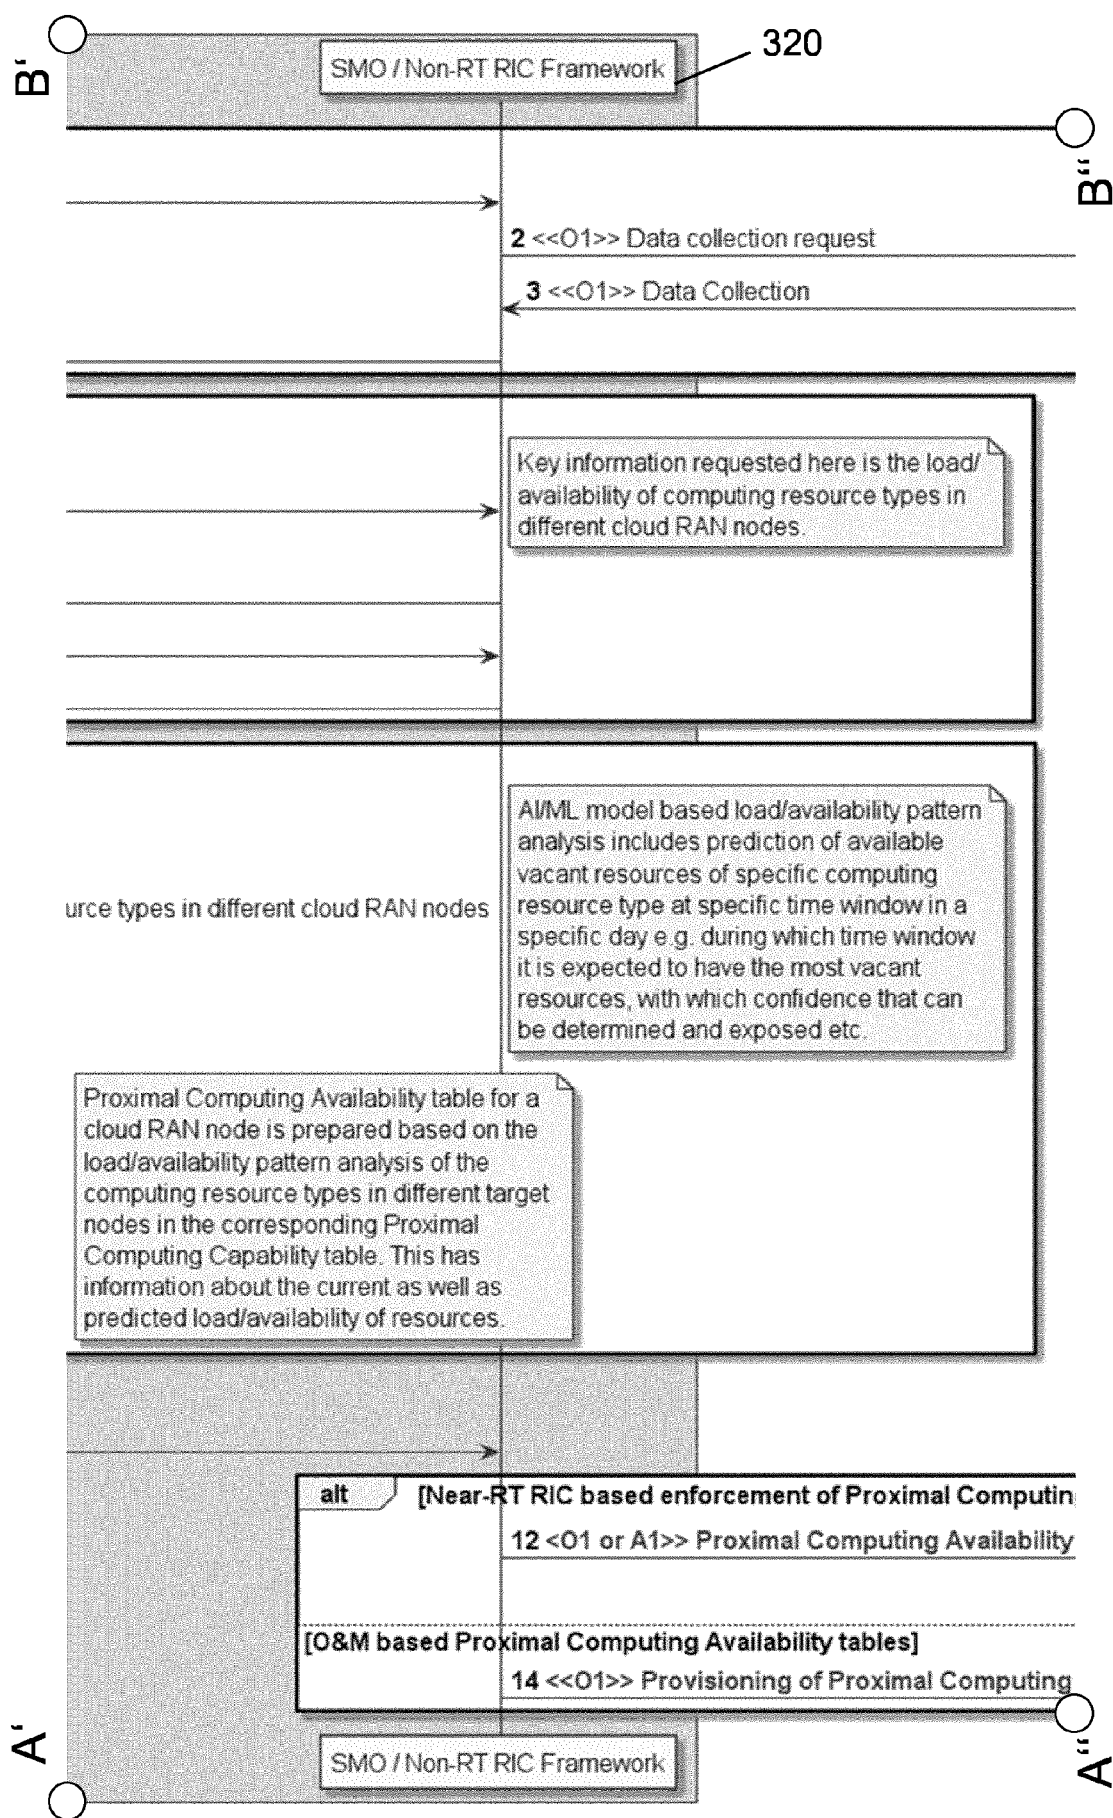 B'
SMO / Non-RT RIC Framework
320
B"
2 <<O1>> Data collection request
3 <<O1>> Data Collection
Key information requested here is the load/
availability of computing resource types in
different cloud RAN nodes.
AI/ML model based load/availability pattern
analysis includes prediction of available
vacant resources of specific computing
resource type at specific time window in a
specific day e.g. during which time window
it is expected to have the most vacant
resources, with which confidence that can
be determined and exposed etc.
urce types in different cloud RAN nodes
Proximal Computing Availability table for a
cloud RAN node is prepared based on the
load/availability pattern analysis of the
computing resource types in different target
nodes in the corresponding Proximal
Computing Capability table. This has
information about the current as well as
predicted load/availability of resources.
alt
[Near-RT RIC based enforcement of Proximal Computin
12 <O1 or A1>> Proximal Computing Availability
[O&M based Proximal Computing Availability tables]
14 <<O1>> Provisioning of Proximal Computing
A'
SMO / Non-RT RIC Framework
A"